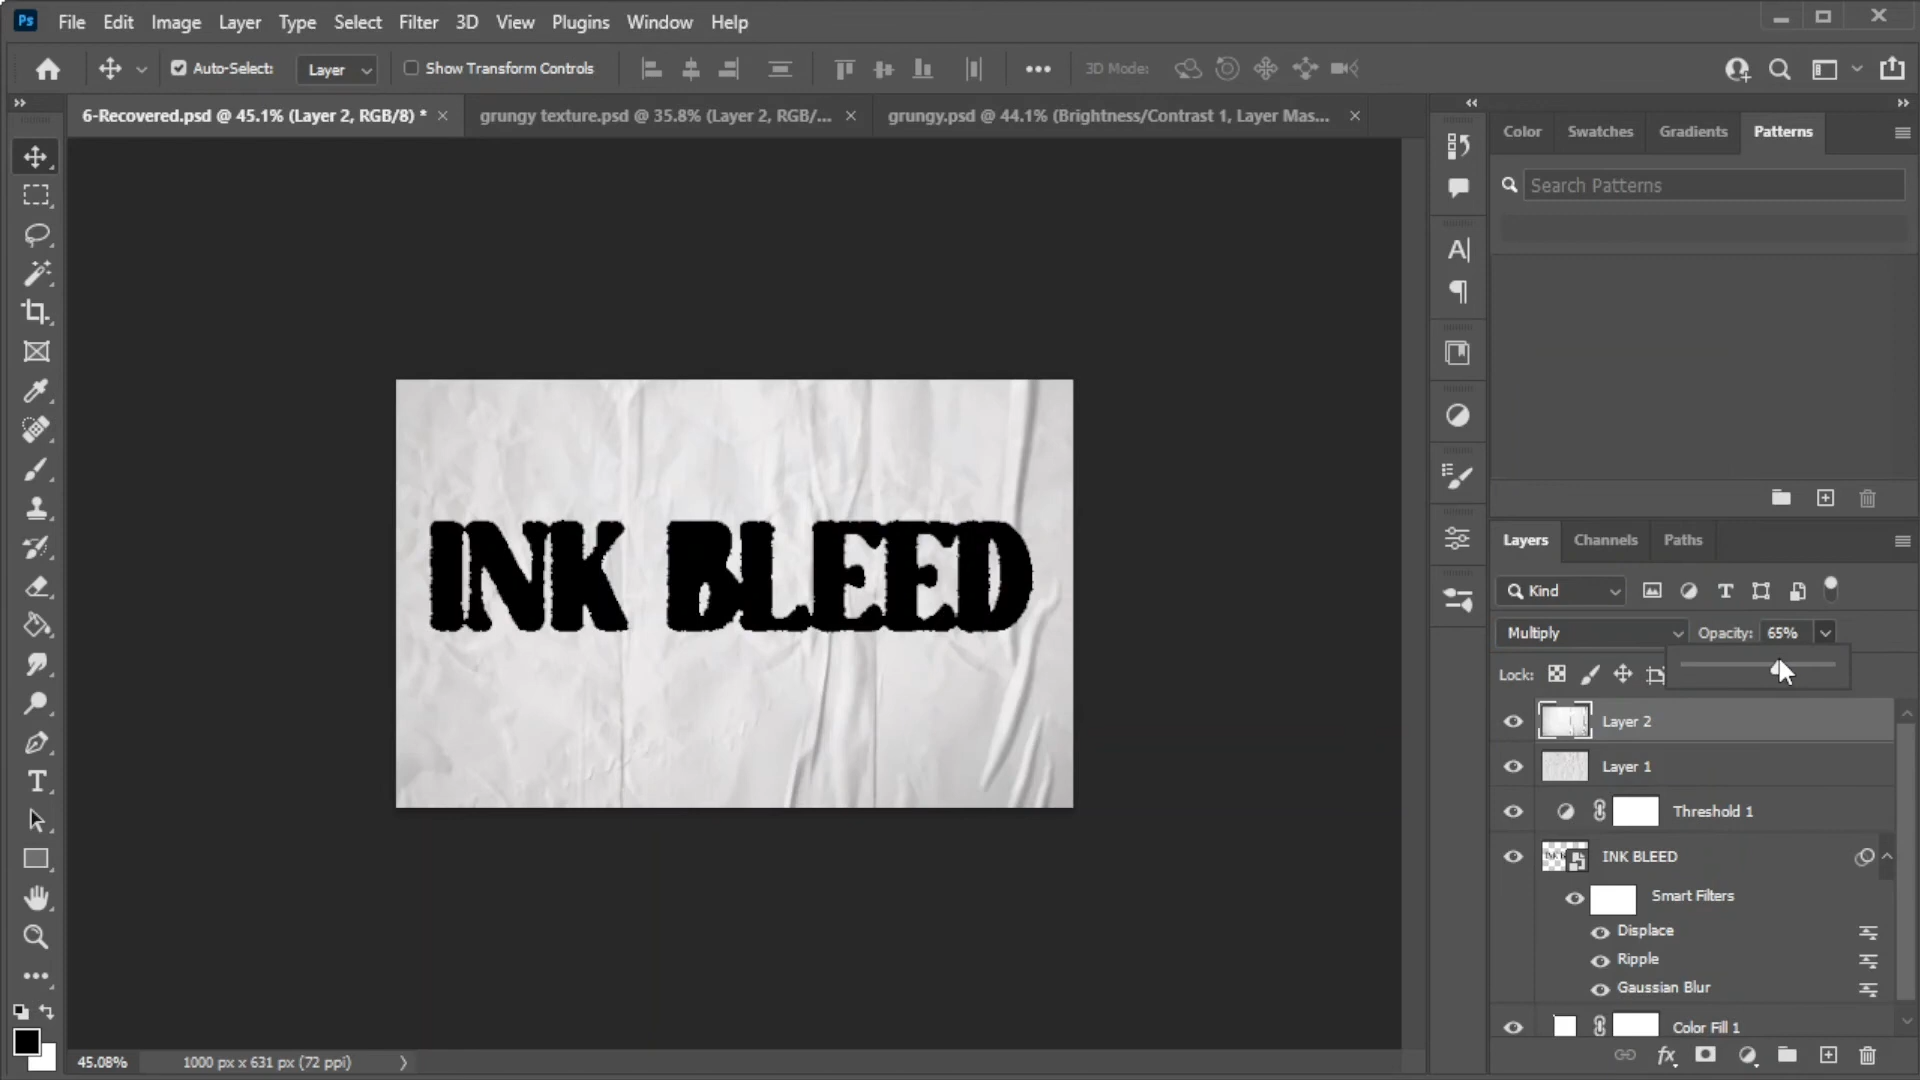 Ps File Edit Image Layer Type Select Filter 3D View Plugins Window Help
Auto-Select: Layer Show Transform Controls 3D Mode:
6-Recovered.psd @ 45.1% (Layer 2, RGB/8) * grungy texture.psd @ 35.8% (Layer 2, RGB/... grungy.psd @ 44.1% (Brightness/Contrast 1, Layer Mas...
Color Swatches Gradients Patterns
Search Patterns
INK BLEED
Layers Channels Paths
Kind
Multiply Opacity: 65%
Lock:
Layer 2
Layer 1
Threshold 1
INK BLEED
Smart Filters
Displace
Ripple
Gaussian Blur
Color Fill 1
45.08% 1000 px x 631 px (72 ppi)